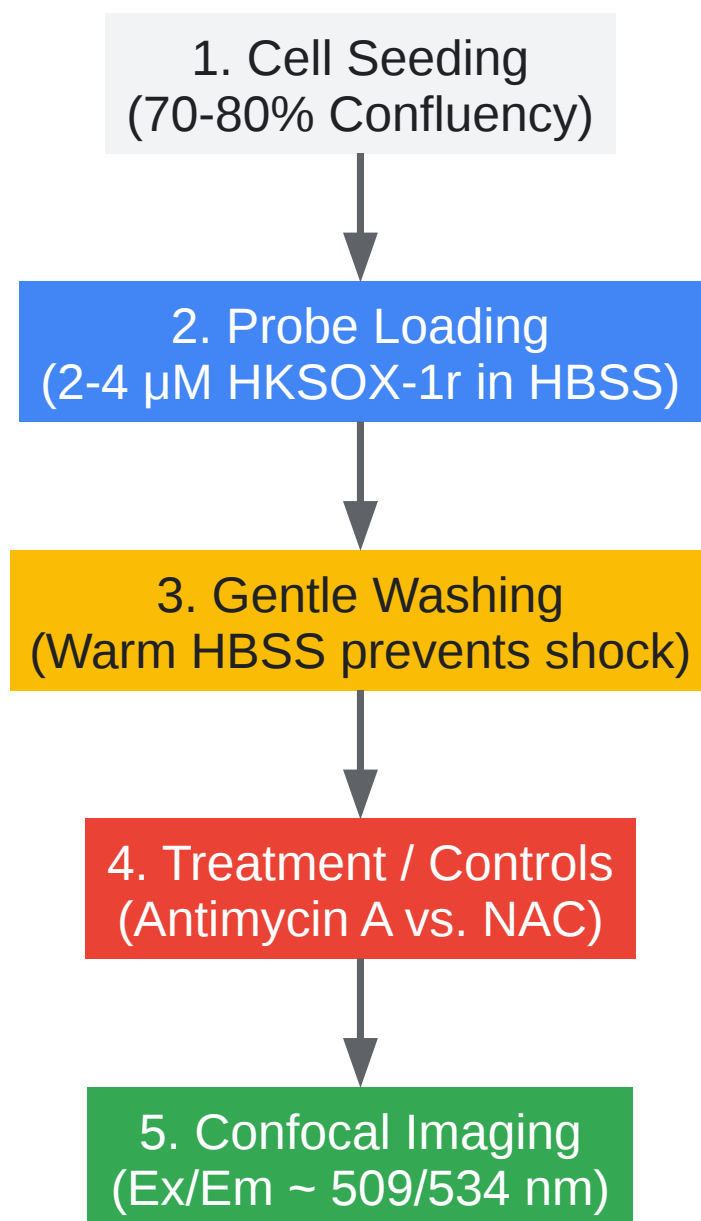 1. Cell Seeding
(70-80% Confluency)
2. Probe Loading
(2-4 μM HKSOX-1r in HBSS)
3. Gentle Washing
(Warm HBSS prevents shock)
4. Treatment / Controls
(Antimycin A vs. NAC)
5. Confocal Imaging
(Ex/Em ~ 509/534 nm)